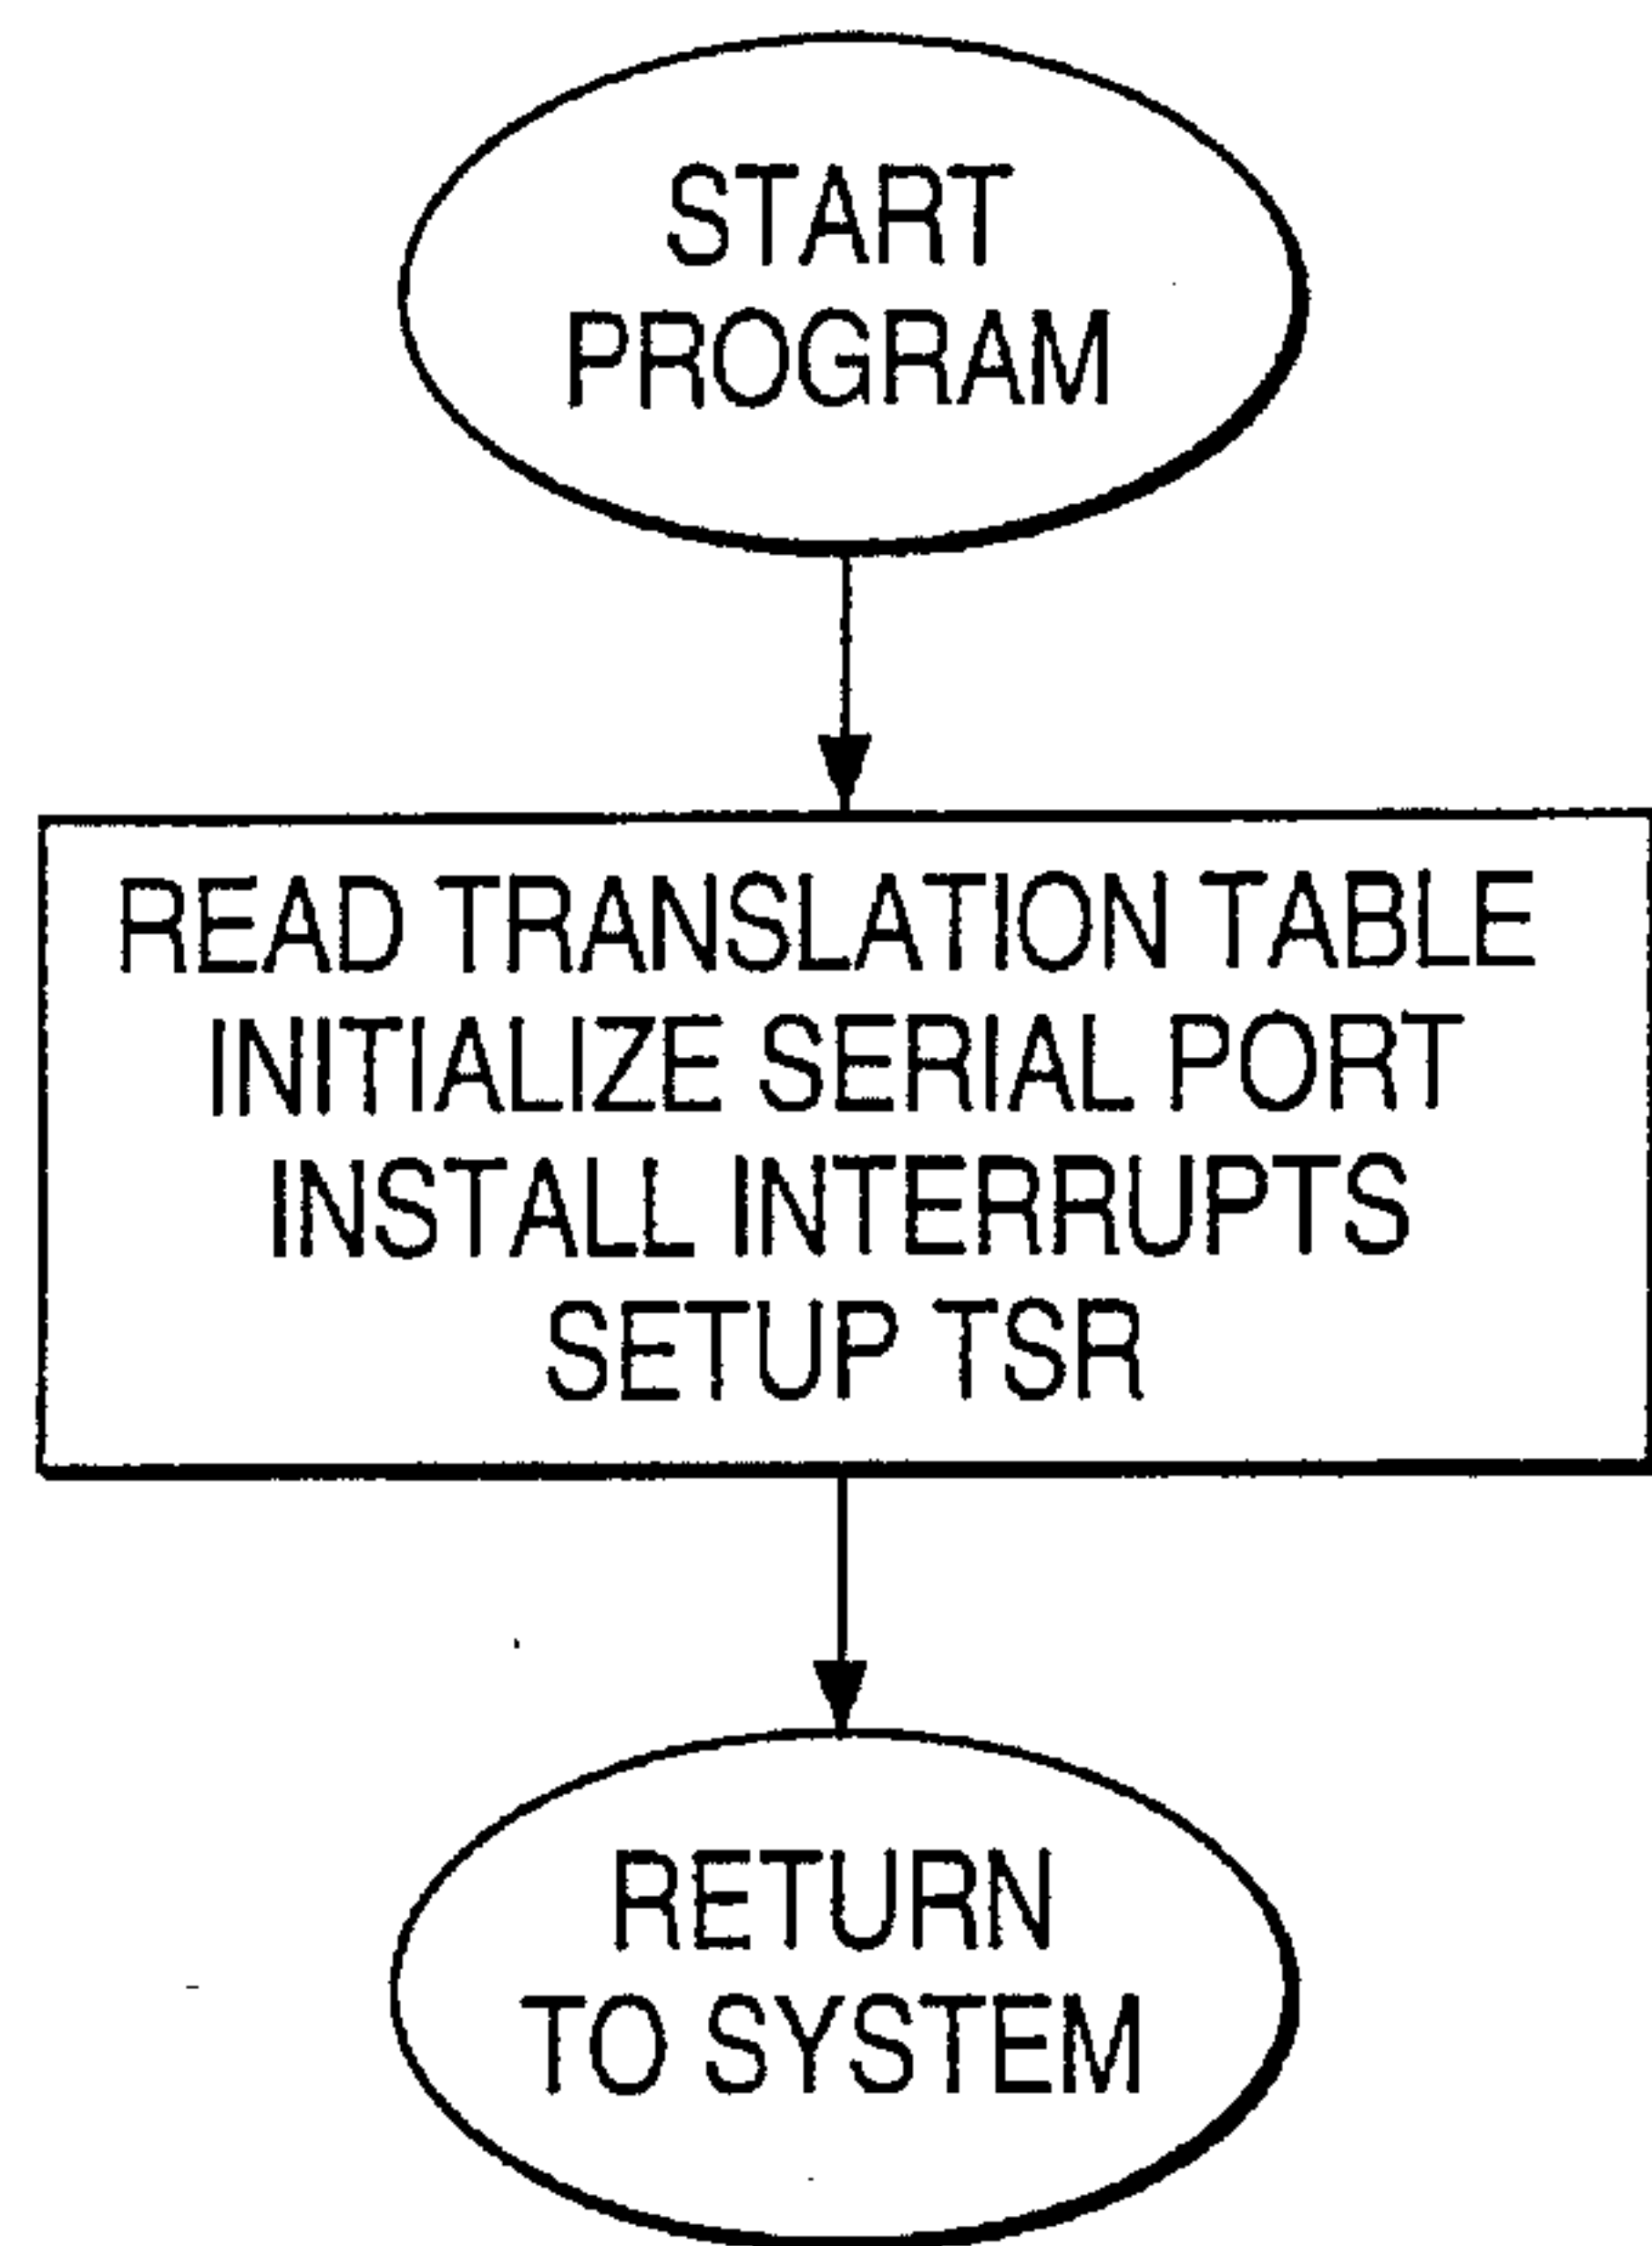 START
PROGRAM
READ TRANSLATION TABLE
INITIALIZE SERIAL PORT
INSTALL INTERRUPTS
SETUP TSR
RETURN
TO SYSTEM